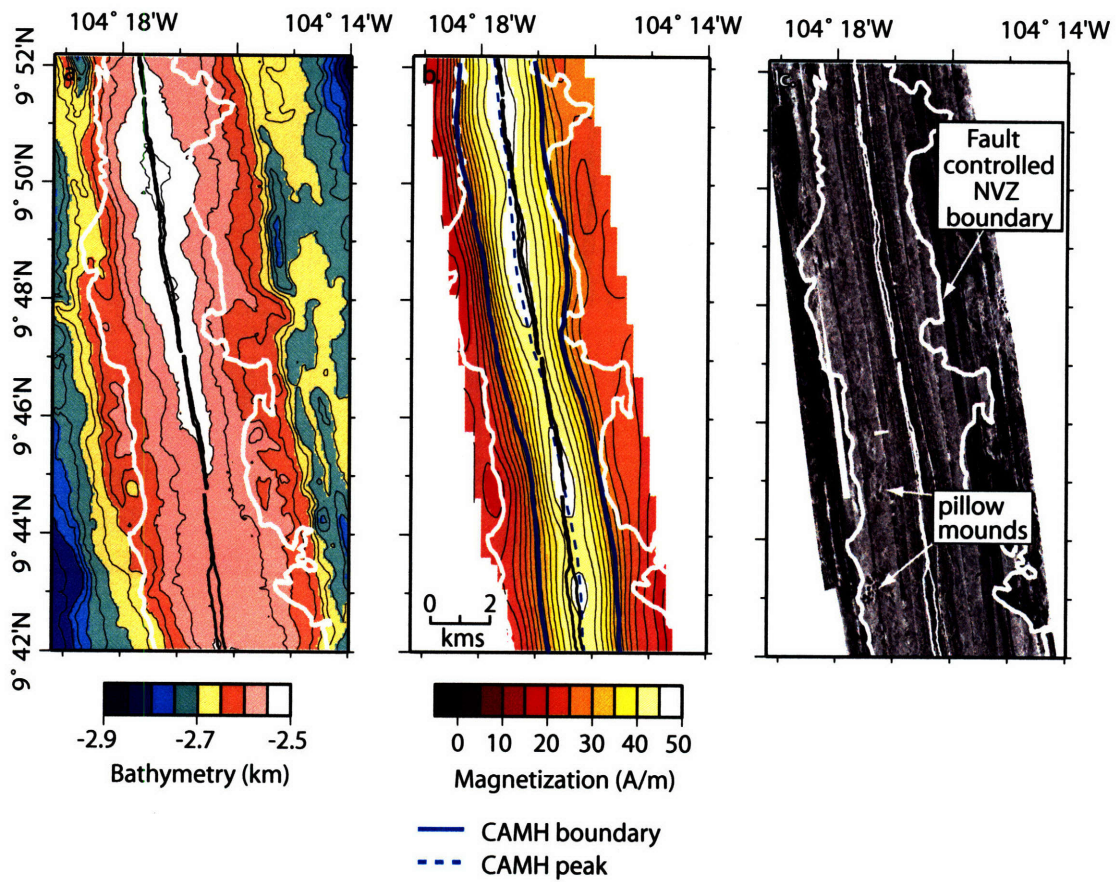 104° 18'W
104° 14'W
104° 18'W
104° 14'W
104° 18'W
104° 14'W
9° 52'N
9° 50'N
9° 48'N
9° 46'N
9° 44'N
9° 42'N
a.
b.
c.
Fault
controlled
NVZ
boundary
pillow
mounds
0 2
kms
-2.9 -2.7 -2.5
Bathymetry (km)
0 10 20 30 40 50
Magnetization (A/m)
CAMH boundary
CAMH peak